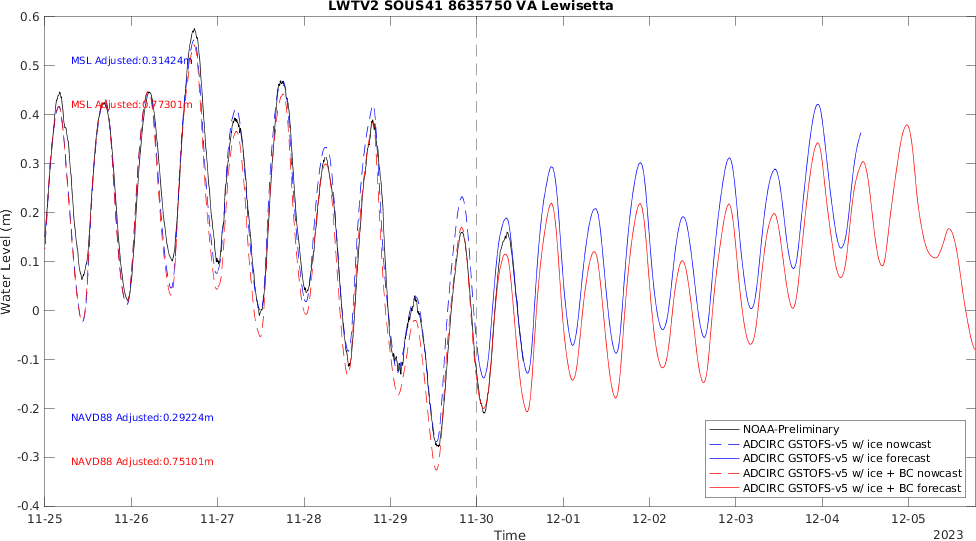 LWTV2 SOUS41 8635750 VA Lewisetta
0.6
0.5
0.4
0.3
0.2
0.1
0
-0.1
-0.2
-0.3
-0.4
Water Level (m)
MSL Adjusted:0.31424m
MSL Adjusted:0.77301m
NAVD88 Adjusted:0.29224m
NAVD88 Adjusted:0.75101m
NOAA-Preliminary
ADCIRC GSTOFS-v5 w/ ice nowcast
ADCIRC GSTOFS-v5 w/ ice forecast
ADCIRC GSTOFS-v5 w/ ice + BC nowcast
ADCIRC GSTOFS-v5 w/ ice + BC forecast
11-25 11-26 11-27 11-28 11-29 11-30 12-01 12-02 12-03 12-04 12-05
Time
2023